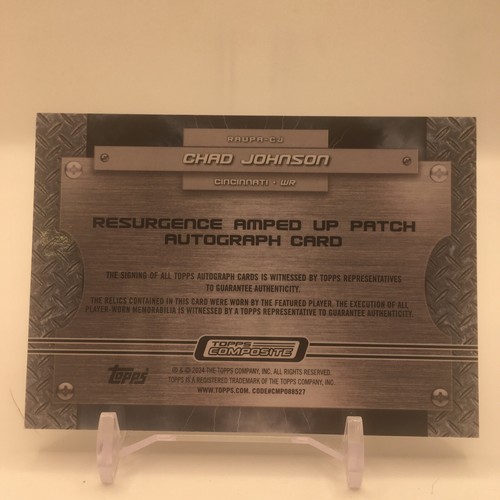 RAUPA-CJ
CHAD JOHNSON
CINCINNATI • WR
RESURGENCE AMPED UP PATCH
AUTOGRAPH CARD
THE SIGNING OF ALL TOPPS AUTOGRAPH CARDS IS WITNESSED BY TOPPS REPRESENTATIVES
TO GUARANTEE AUTHENTICITY.
THE RELICS CONTAINED IN THIS CARD WERE WORN BY THE FEATURED PLAYER. THE EXECUTION OF ALL
PLAYER-WORN MEMORABILIA IS WITNESSED BY A TOPPS REPRESENTATIVE TO GUARANTEE AUTHENTICITY.
TOPPS
COMPOSITE
topps
® & © 2024 THE TOPPS COMPANY, INC. ALL RIGHTS RESERVED.
TOPPS IS A REGISTERED TRADEMARK OF THE TOPPS COMPANY, INC.
WWW.TOPPS.COM. CODE#CMP088527